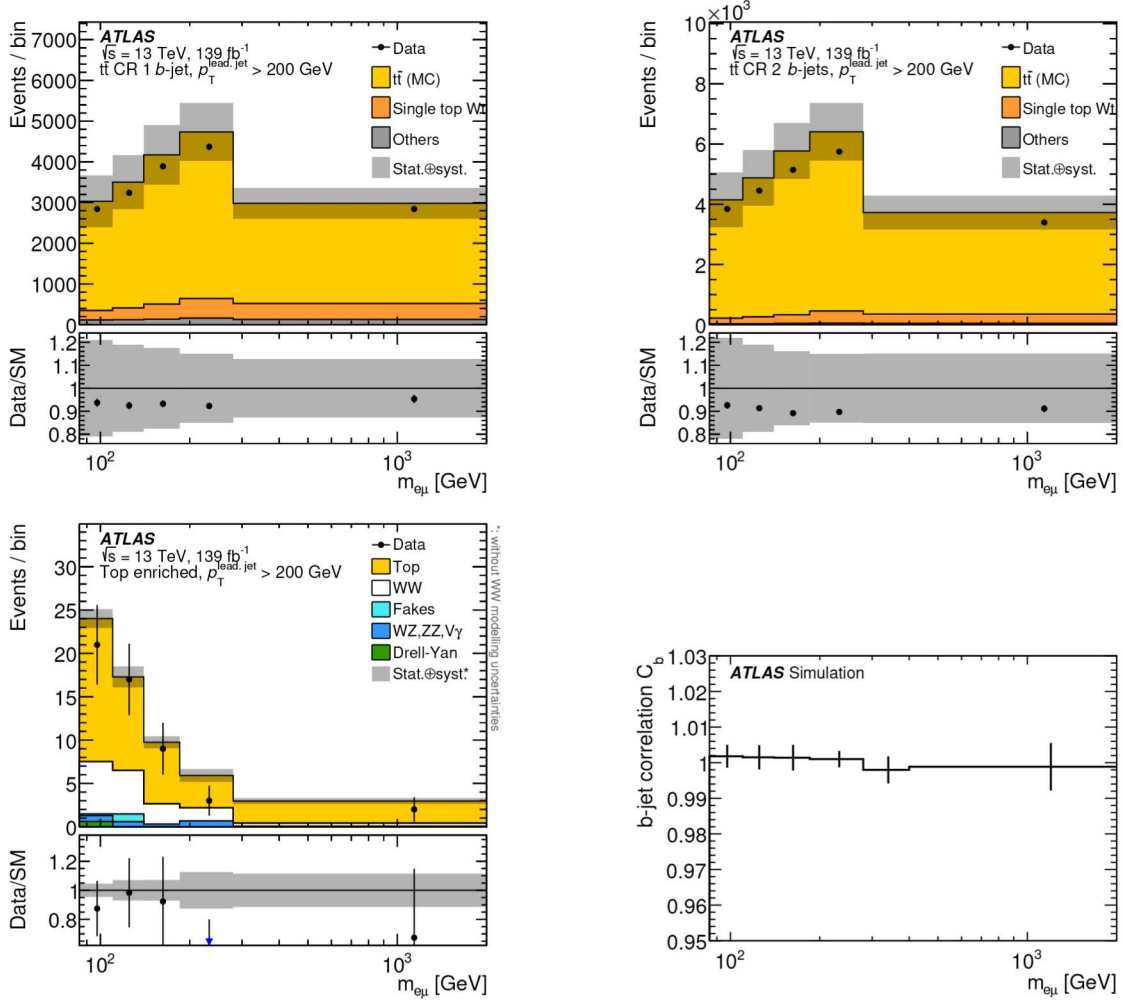 ATLAS
√s = 13 TeV, 139 fb⁻¹
tt̄ CR 1 b-jet, p_T^lead. jet > 200 GeV
Data
tt̄ (MC)
Single top Wt
Others
Stat.⊕syst.
Events / bin
7000
6000
5000
4000
3000
2000
1000
0
Data/SM
1.2
1.1
1
0.9
0.8
10² 10³
m_eμ [GeV]
×10³
ATLAS
√s = 13 TeV, 139 fb⁻¹
tt̄ CR 2 b-jets, p_T^lead. jet > 200 GeV
Data
tt̄ (MC)
Single top Wt
Others
Stat.⊕syst.
Events / bin
10
8
6
4
2
0
Data/SM
1.2
1.1
1
0.9
0.8
10² 10³
m_eμ [GeV]
ATLAS
√s = 13 TeV, 139 fb⁻¹
Top enriched, p_T^lead. jet > 200 GeV
Data
Top
WW
Fakes
WZ,ZZ,Vγ
Drell-Yan
Stat.⊕syst*
*: without WW modelling uncertainties
Events / bin
30
25
20
15
10
5
0
Data/SM
1.2
1
0.8
10² 10³
m_eμ [GeV]
ATLAS Simulation
b-jet correlation C_b
1.03
1.02
1.01
1
0.99
0.98
0.97
0.96
0.95
10² 10³
m_eμ [GeV]